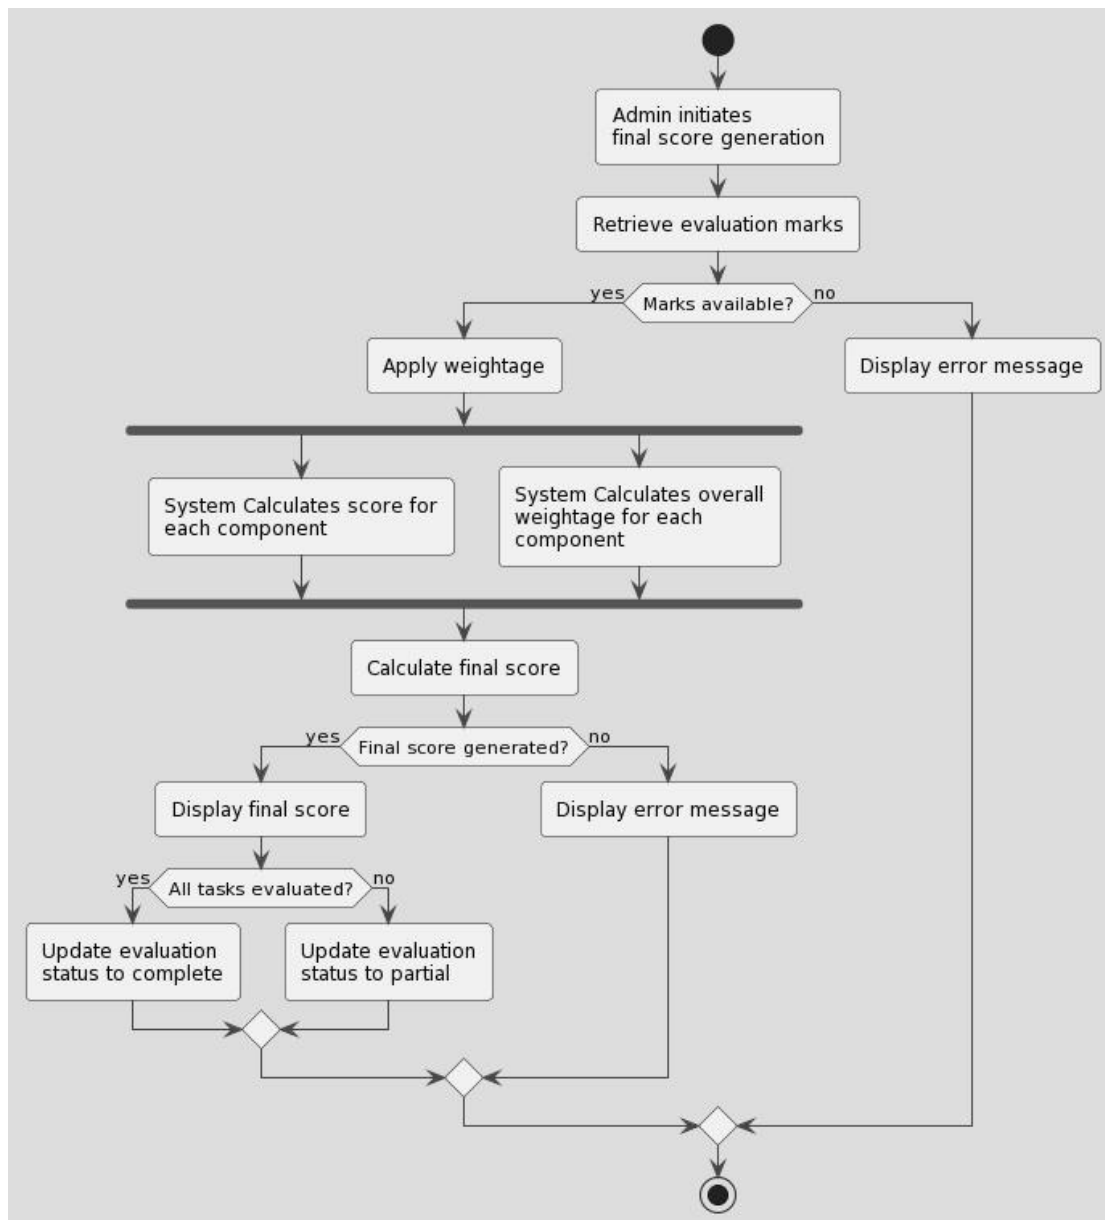 Admin initiates
final score generation
Retrieve evaluation marks
yes
Marks available?
no
Apply weightage
Display error message
System Calculates score for
each component
System Calculates overall
weightage for each
component
Calculate final score
yes
Final score generated?
no
Display final score
Display error message
yes
All tasks evaluated?
no
Update evaluation
status to complete
Update evaluation
status to partial